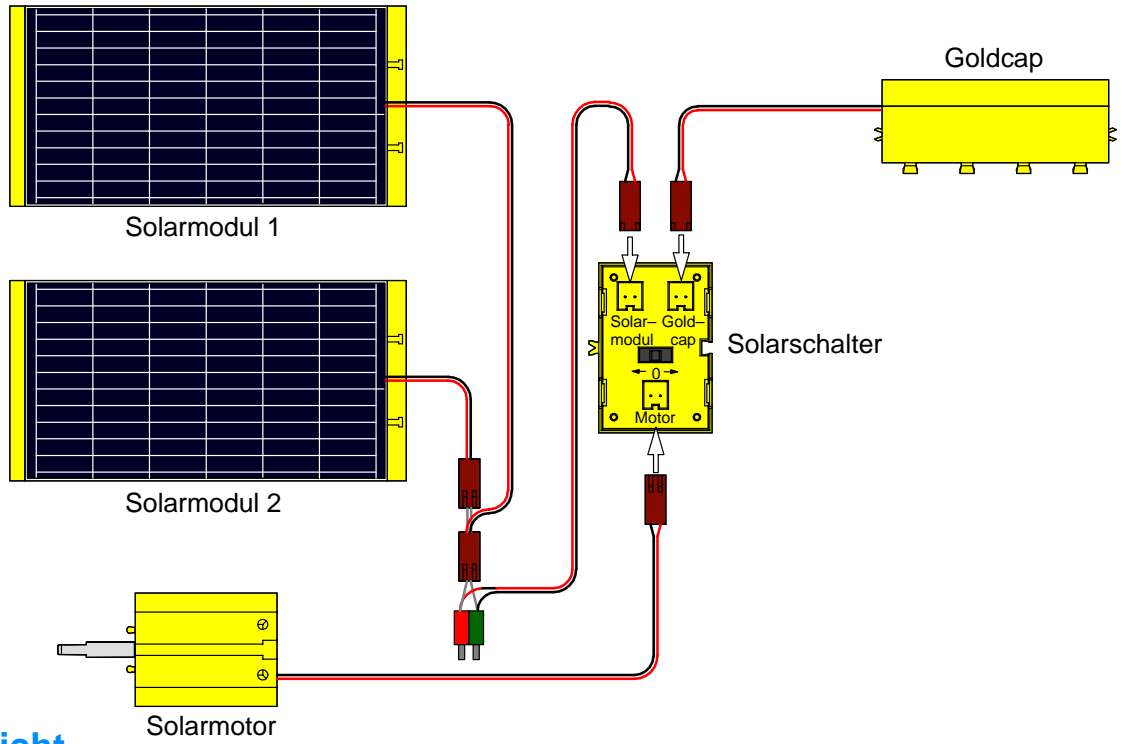 Goldcap
Solarmodul 1
Solar– Gold–
modul cap
0
Motor
Solarschalter
Solarmodul 2
Solarmotor